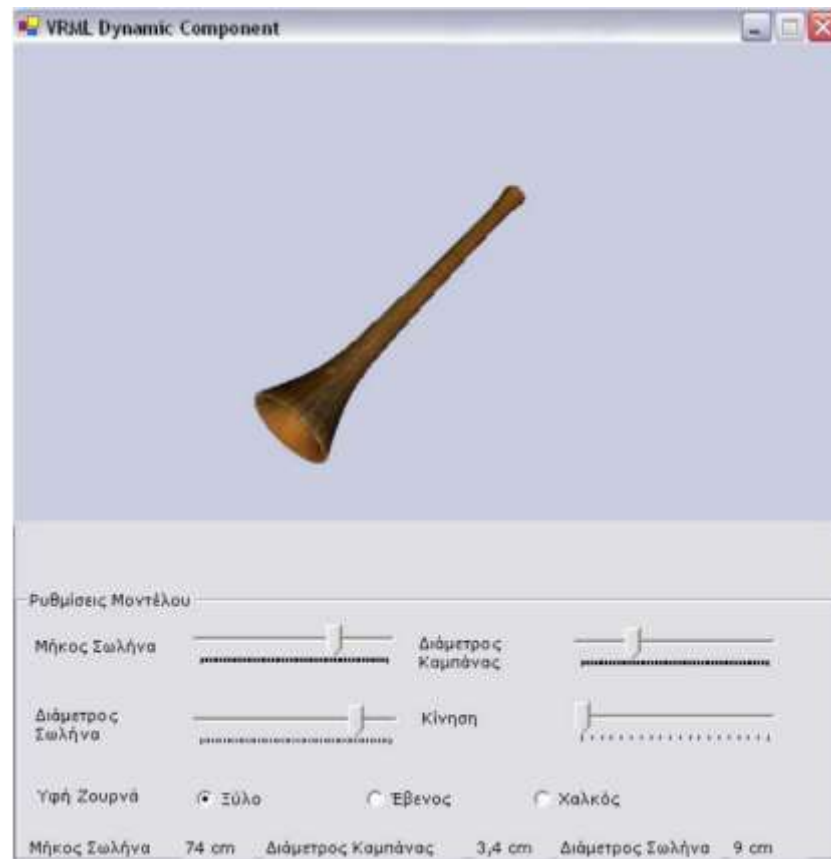 VRML Dynamic Component
Ρυθμίσεις Μοντέλου
Μήκος Σωλήνα
Διάμετρος
Καμπάνας
Διάμετρος
Σωλήνα
Κίνηση
Υφή Ζουρνά Ξύλο Έβενος Χαλκός
Μήκος Σωλήνα 74 cm Διάμετρος Καμπάνας 3,4 cm Διάμετρος Σωλήνα 9 cm